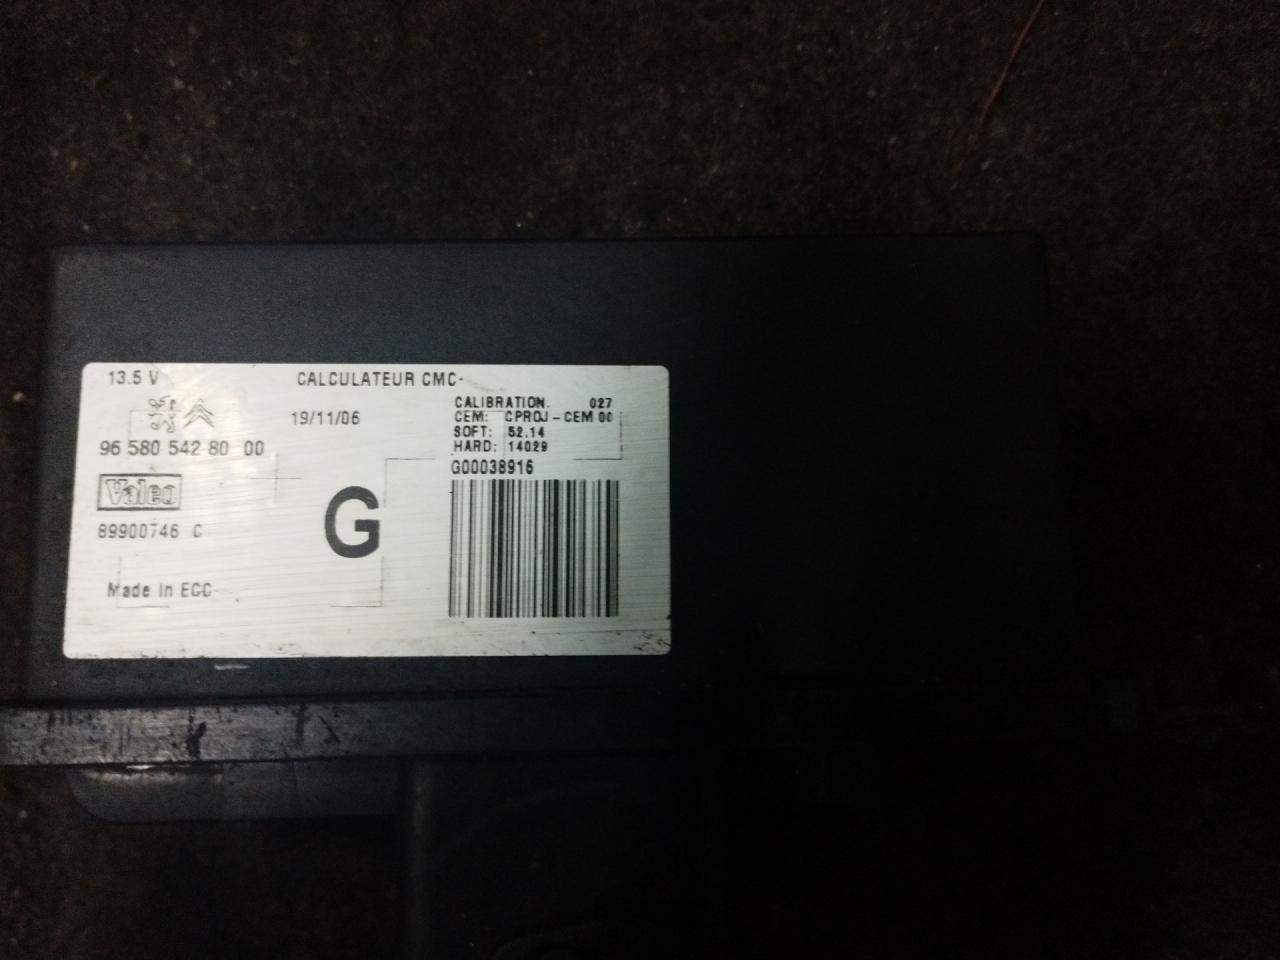 13.5 V
CALCULATEUR CMC
19/11/06
96 580 542 80 00
Valeo
89900746 C
Made in ECC
G
CALIBRATION. 027
CEM: CPROJ-CEM 00
SOFT: 52.14
HARD: 14029
G00038916